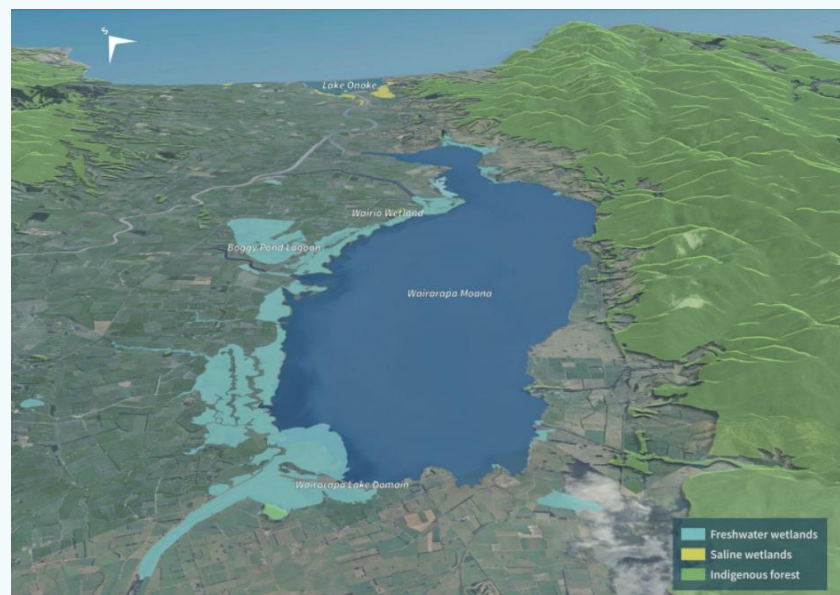 S
Lake Onoke
Wairio Wetland
Boggy Pond Lagoon
Wairarapa Moana
Wairarapa Lake Domain
Freshwater wetlands
Saline wetlands
Indigenous forest